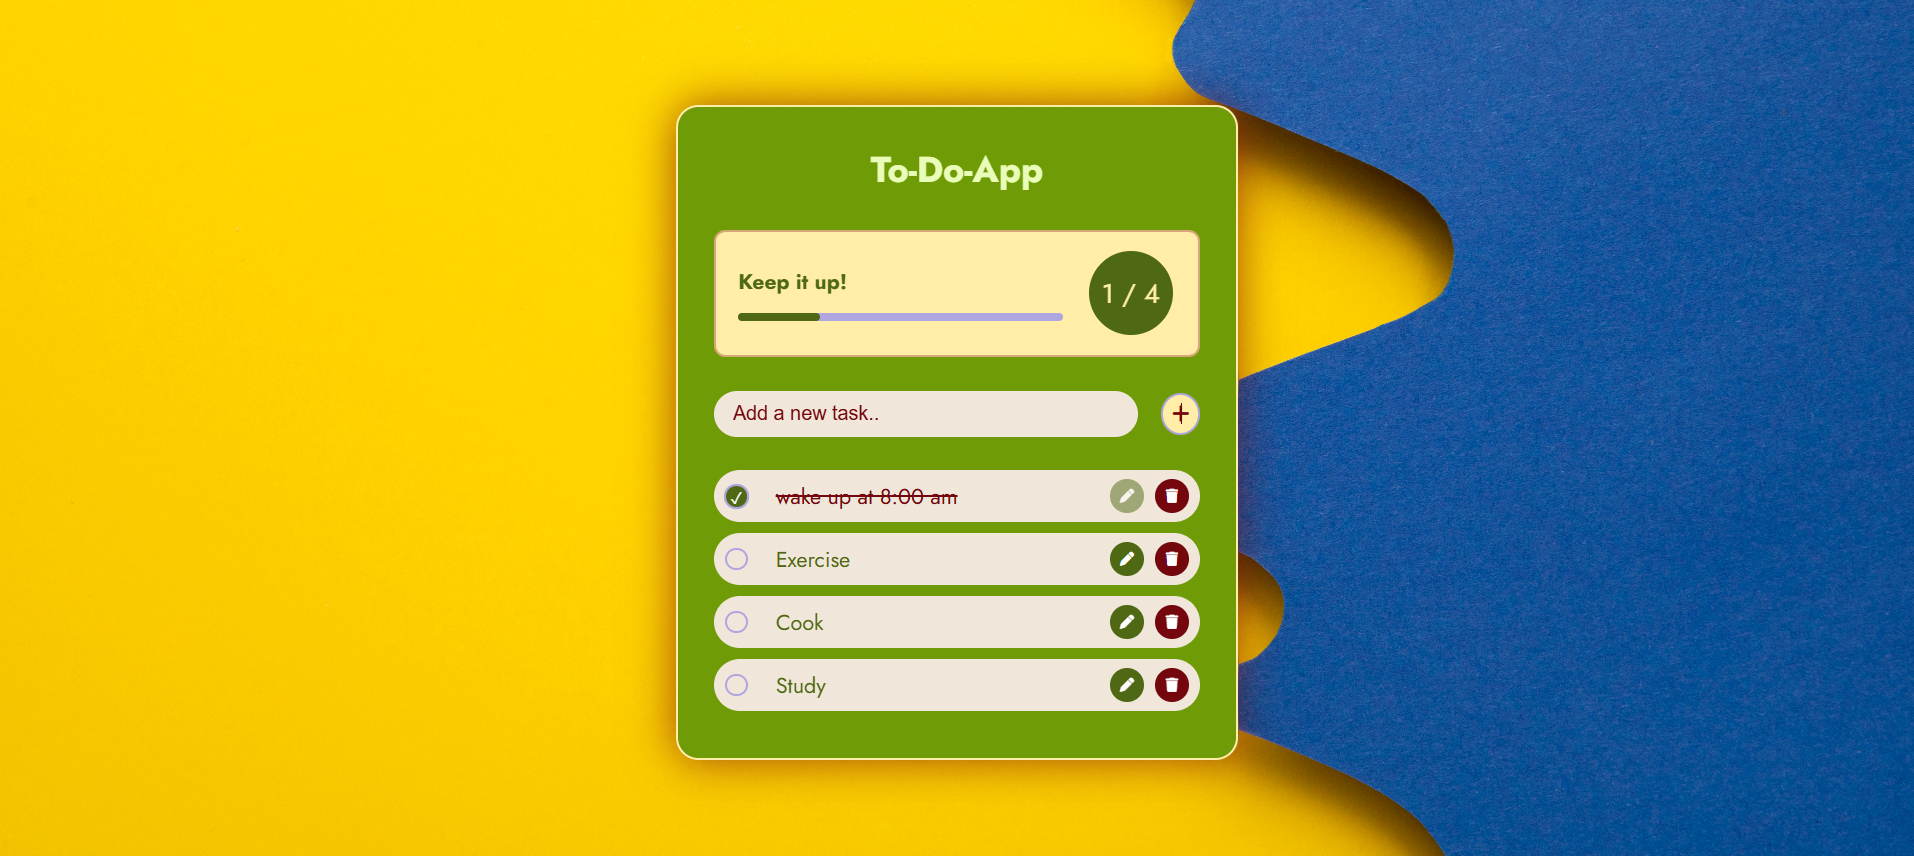 To-Do-App
Keep it up!
1 / 4
Add a new task..
wake up at 8:00 am
Exercise
Cook
Study